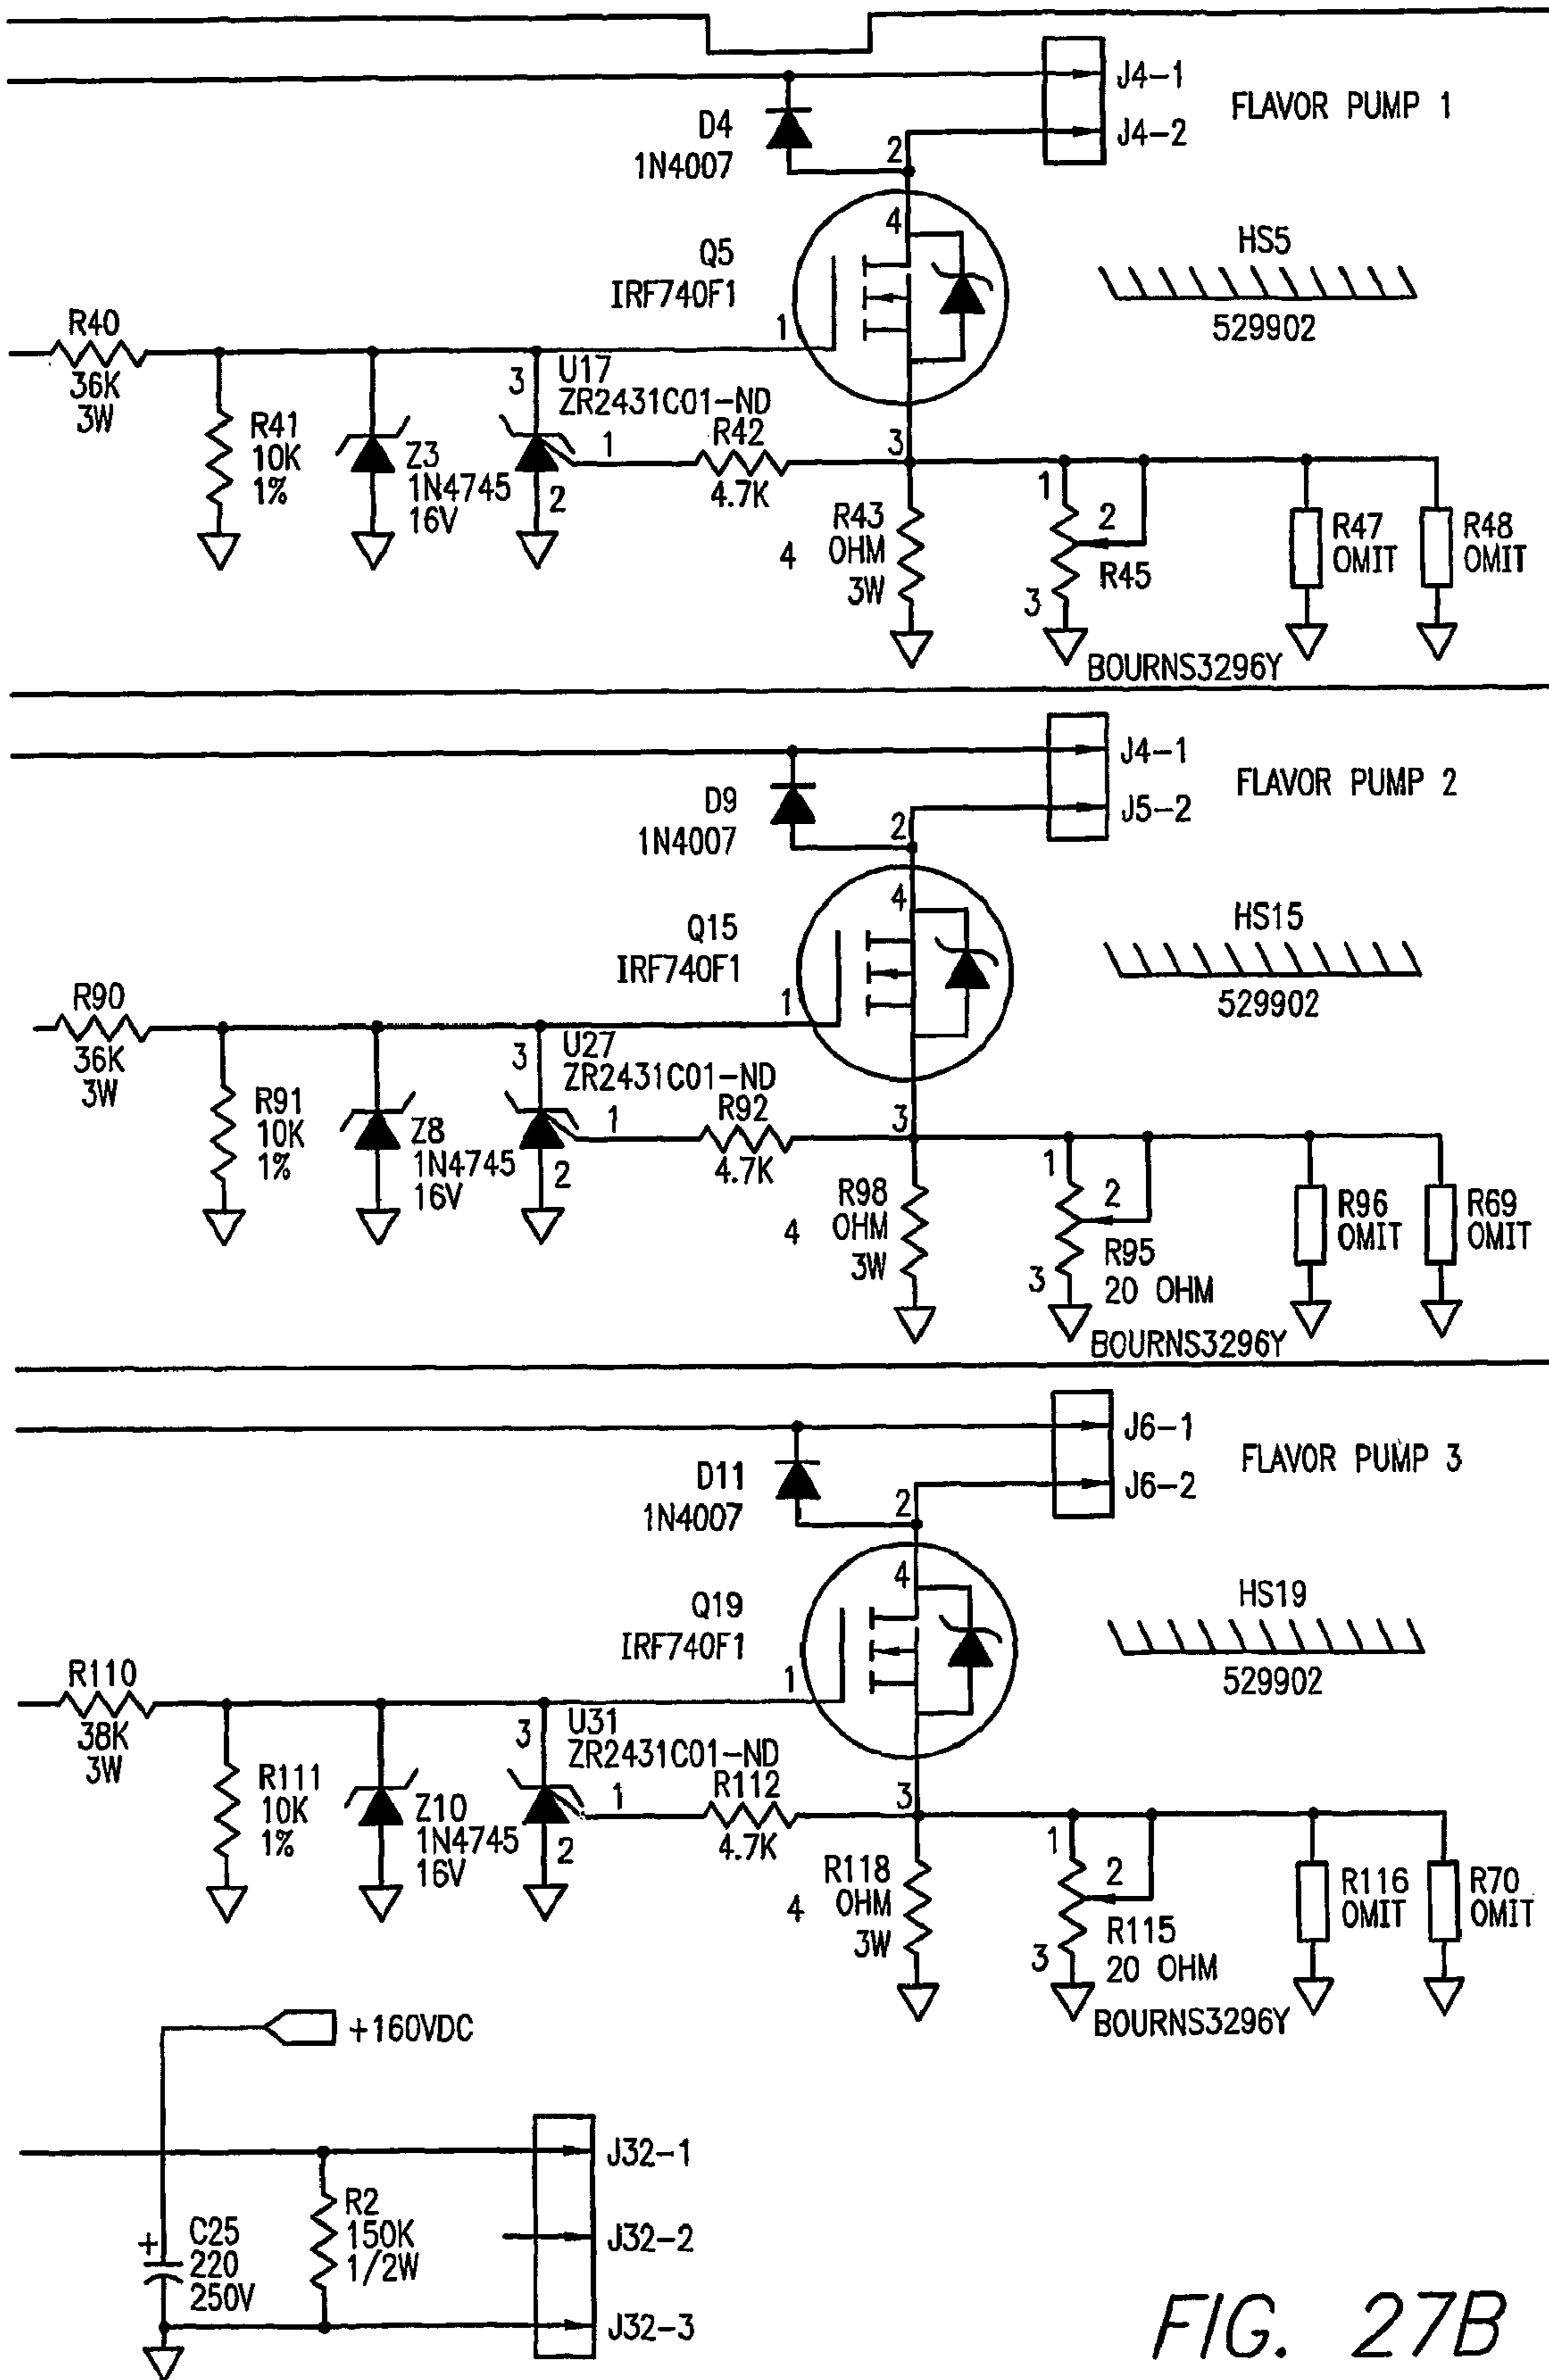 J4-1
FLAVOR PUMP 1
D4
1N4007
2
J4-2
4
Q5
IRF740F1
HS5
529902
R40
36K
3W
1
3
U17
ZR2431C01-ND
R41
10K
1%
Z3
1N4745
16V
1
2
R42
4.7K
3
R43
4 OHM
3W
1
2
3
R45
BOURNS3296Y
R47
OMIT
R48
OMIT
J4-1
FLAVOR PUMP 2
D9
1N4007
2
J5-2
4
Q15
IRF740F1
HS15
529902
R90
36K
3W
1
3
U27
ZR2431C01-ND
R91
10K
1%
Z8
1N4745
16V
1
2
R92
4.7K
3
R98
OHM
4
3W
1
2
3
R95
20 OHM
BOURNS3296Y
R96
OMIT
R69
OMIT
J6-1
FLAVOR PUMP 3
D11
1N4007
2
J6-2
4
Q19
IRF740F1
HS19
529902
R110
38K
3W
1
3
U31
ZR2431C01-ND
R111
10K
1%
Z10
1N4745
16V
1
2
R112
4.7K
3
R118
OHM
4
3W
1
2
3
R115
20 OHM
BOURNS3296Y
R116
OMIT
R70
OMIT
+160VDC
J32-1
R2
150K
1/2W
J32-2
+
C25
220
250V
J32-3
FIG. 27B